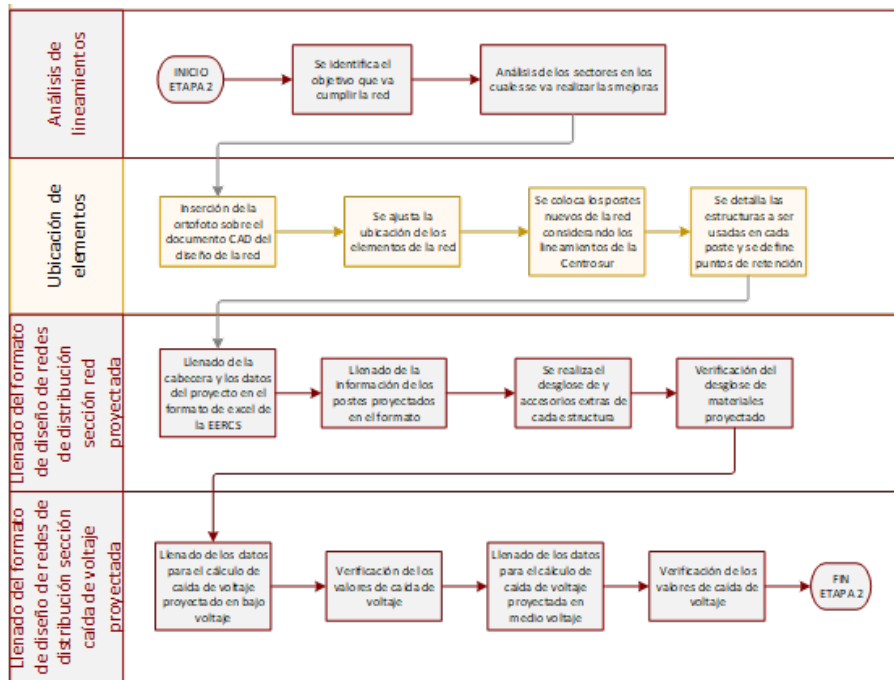 Análisis de
lineamientos
INICIO
ETAPA 2
Se identifica el
objetivo que va
cumplir la red
Análisis de los sectores en los
cuales se va realizar las mejoras
Ubicación de
elementos
Inserción de la
ortofoto sobre el
documento CAD del
diseño de la red
Se ajusta la
ubicación de los
elementos de la red
Se coloca los postes
nuevos de la red
considerando los
lineamientos de la
Centrosur
Se detalla las
estructuras a ser
usadas en cada
poste y se define
puntos de retención
Llenado del formato
de diseño de redes
de distribución
sección red
proyectada
Llenado de la
cabecera y los datos
del proyecto en el
formato de excel de
la EERCS
Llenado de la
información de los
postes proyectados
en el formato
Se realiza el
desglose de y
accesorios extras de
cada estructura
Verificación del
desglose de
materiales
proyectado
Llenado del formato
de diseño de redes de
distribución sección
caída de voltaje
proyectada
Llenado de los datos
para el cálculo de
caída de voltaje
proyectado en bajo
voltaje
Verificación de los
valores de caída de
voltaje
Llenado de los datos
para el cálculo de
caída de voltaje
proyectada en
medio voltaje
Verificación de los
valores de caída de
voltaje
FIN
ETAPA 2